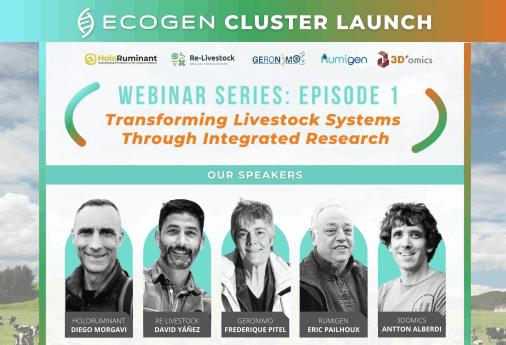 ECOGEN CLUSTER LAUNCH
HoloRuminant
Re-Livestock
GERONIMO
Rumigen
3D'omics
WEBINAR SERIES: EPISODE 1
Transforming Livestock Systems
Through Integrated Research
OUR SPEAKERS
HOLORUMINANT
DIEGO MORGAVI
RE-LIVESTOCK
DAVID YÁÑEZ
GERONIMO
FREDERIQUE PITEL
RUMIGEN
ERIC PAILHOUX
3DOMICS
ANTTON ALBERDI